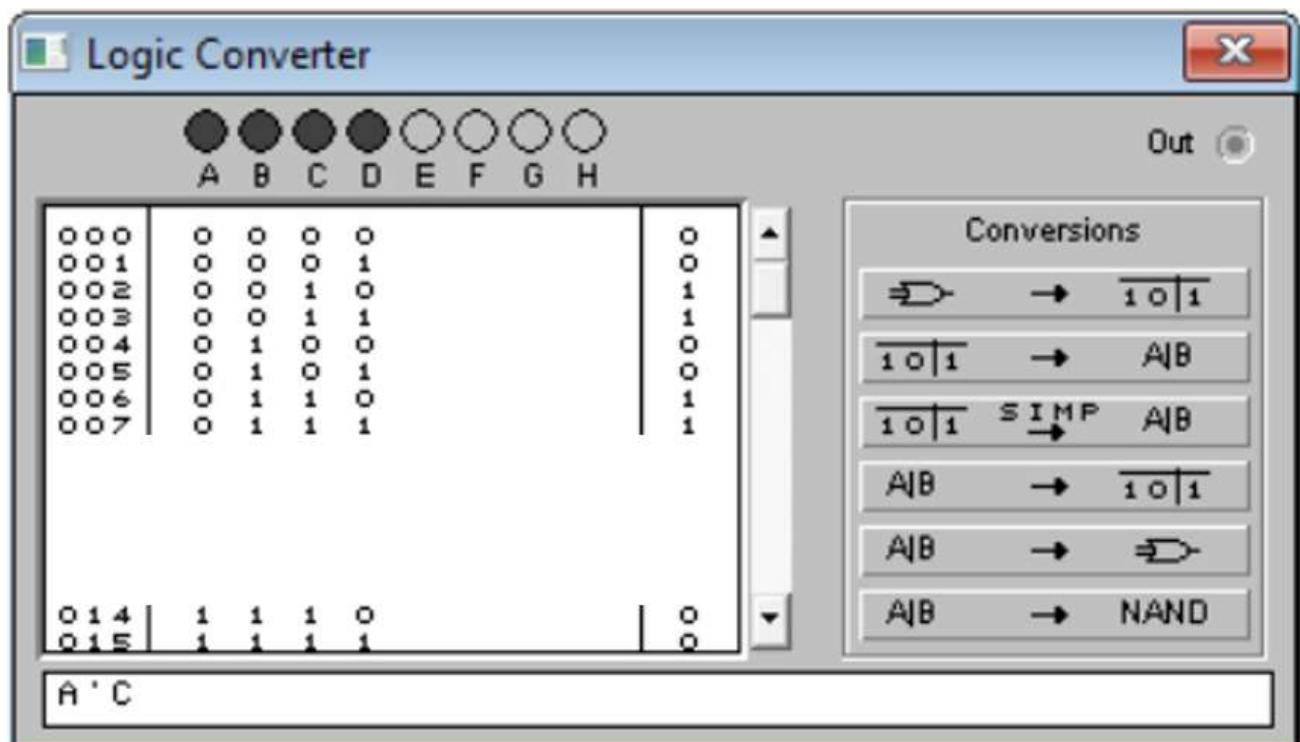 Logic Converter
A B C D E F G H
Out
000 0 0 0 0 0
001 0 0 0 1 0
002 0 0 1 0 1
003 0 0 1 1 1
004 0 1 0 0 0
005 0 1 0 1 0
006 0 1 1 0 1
007 0 1 1 1 1
014 1 1 1 0 0
015 1 1 1 1 0
Conversions
→ 1 0|1
1 0|1 → A|B
1 0|1 SIMP → A|B
A|B → 1 0|1
A|B →
A|B → NAND
A'C